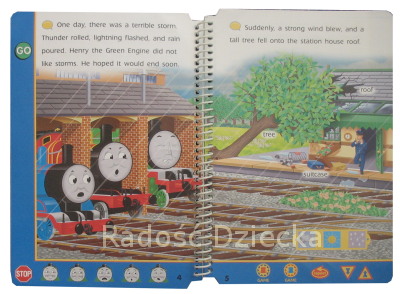 One day, there was a terrible storm.
Thunder rolled, lightning flashed, and rain
poured. Henry the Green Engine did not
like storms. He hoped it would end soon.
GO
STOP
4
Suddenly, a strong wind blew, and a
tall tree fell onto the station house roof.
roof
tree
suitcase
5
Radość Dziecka